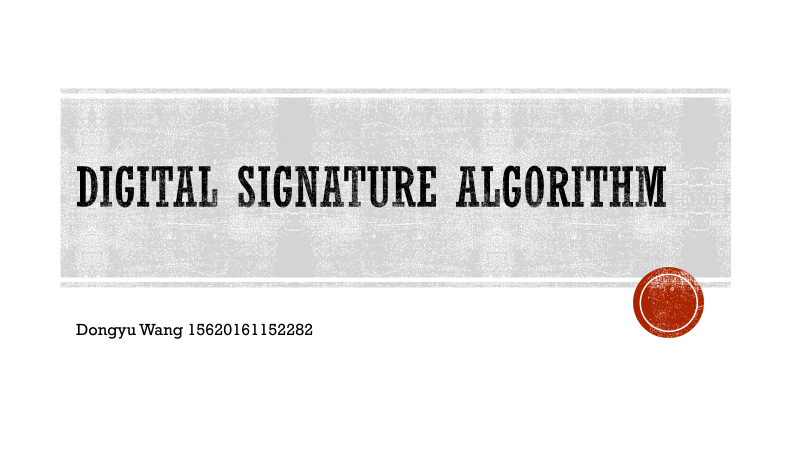 DIGITAL SIGNATURE ALGORITHM
Dongyu Wang 15620161152282